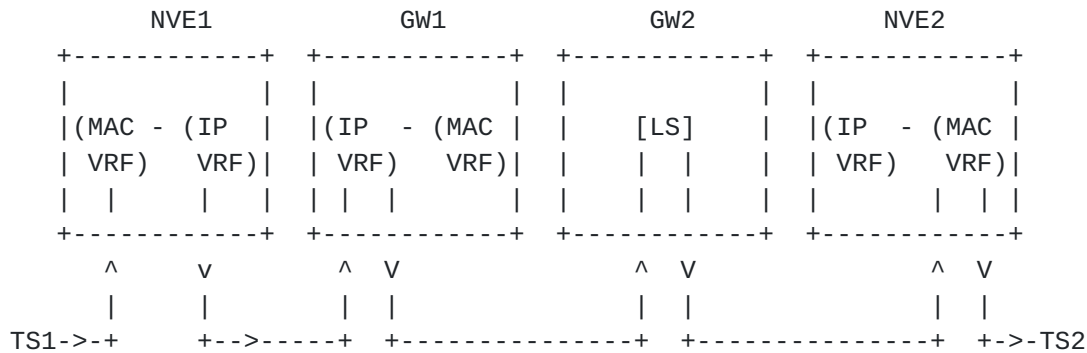 NVE1 GW1 GW2 NVE2
+------------+ +------------+ +------------+ +------------+
| | | | | | | |
|(MAC - (IP | |(IP - (MAC | | [LS] | |(IP - (MAC |
| VRF) VRF)| | VRF) VRF)| | | | | | VRF) VRF)|
| | | | | | | | | | | | | | | |
+------------+ +------------+ +------------+ +------------+
^ v ^ V ^ V ^ V
| | | | | | | |
TS1->-+ +-->-----+ +---------------+ +---------------+ +->-TS2